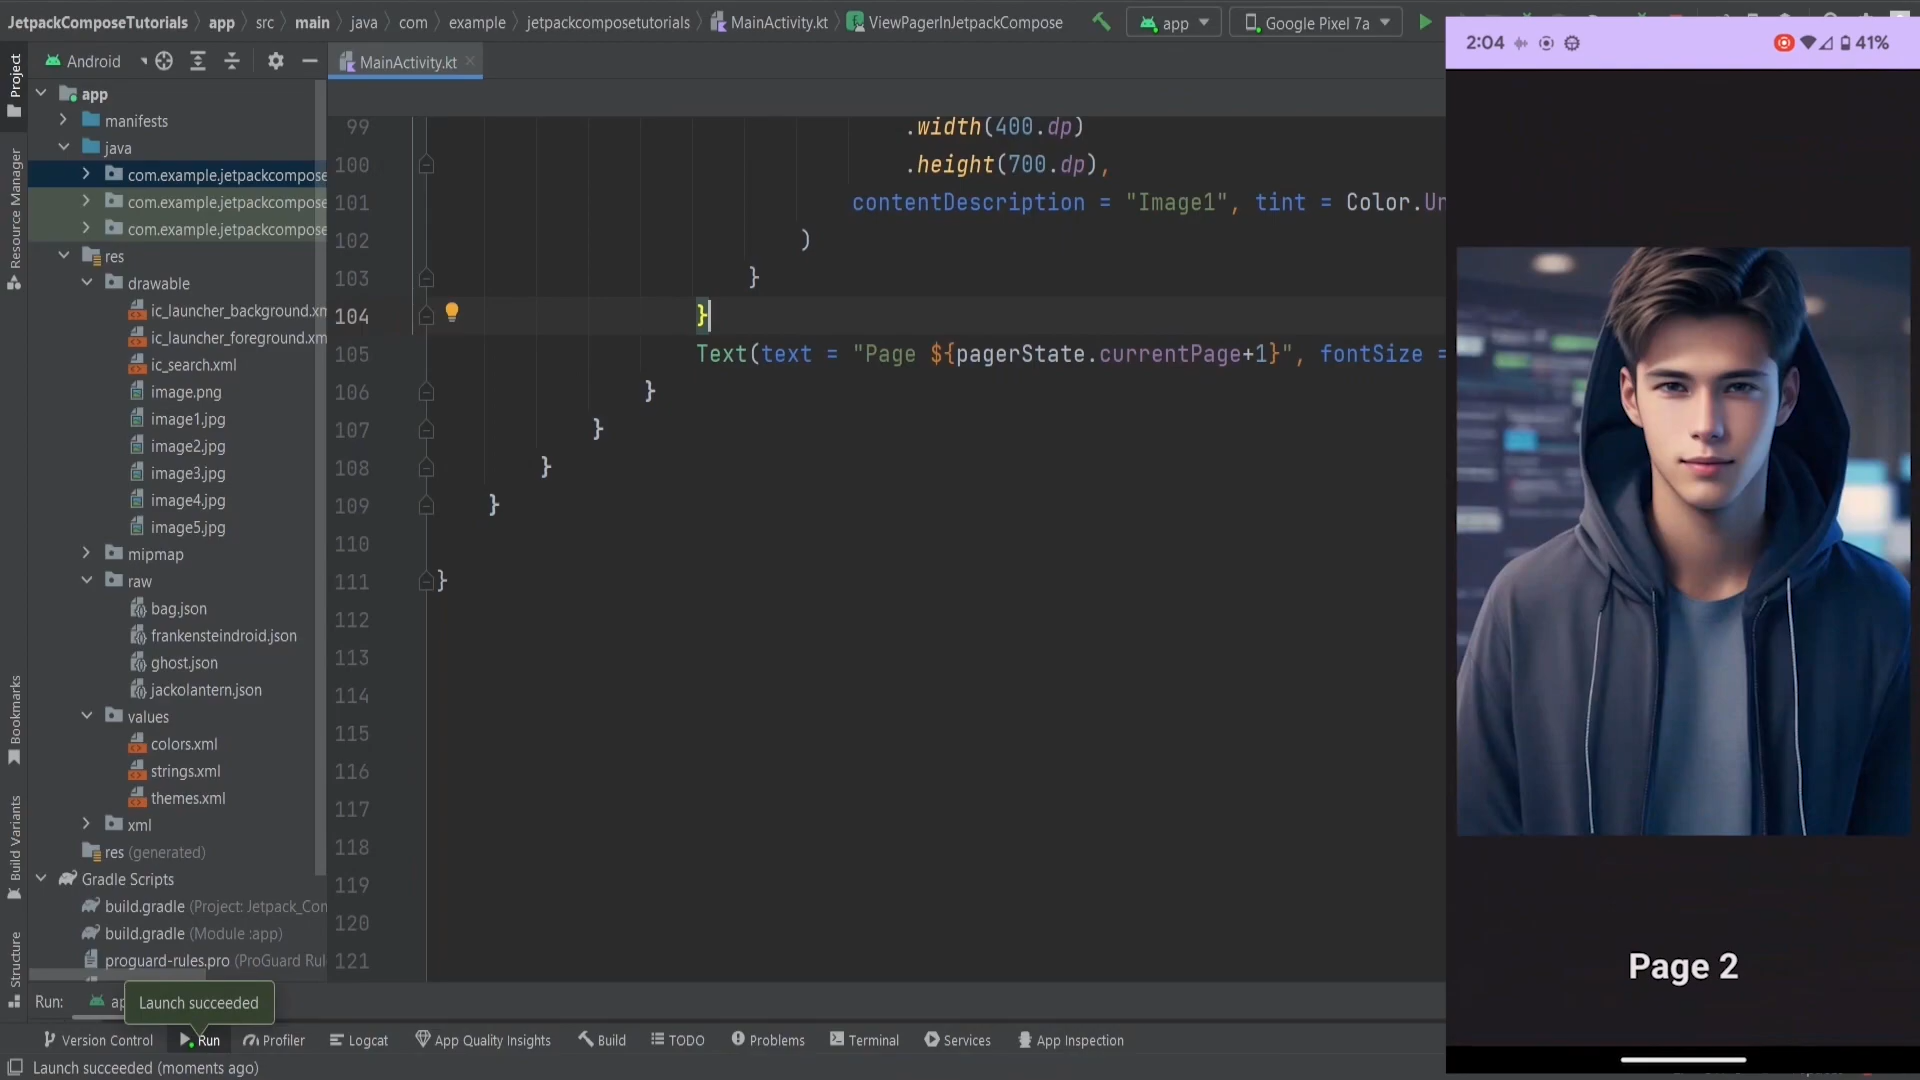 JetpackComposeTutorials
app
src
main
java
com
example
jetpackcomposetutorials
MainActivity.kt
ViewPagerInJetpackCompose
app
Google Pixel 7a
Project
Resource Manager
Bookmarks
Build Variants
Structure
Android
app
manifests
java
com.example.jetpackcompose
com.example.jetpackcompose
com.example.jetpackcompose
res
drawable
ic_launcher_background.xm
ic_launcher_foreground.xm
ic_search.xml
image.png
image1.jpg
image2.jpg
image3.jpg
image4.jpg
image5.jpg
mipmap
raw
bag.json
frankensteindroid.json
ghost.json
jackolantern.json
values
colors.xml
strings.xml
themes.xml
xml
res (generated)
Gradle Scripts
build.gradle (Project: Jetpack_Con
build.gradle (Module :app)
proguard-rules.pro (ProGuard Rul
MainActivity.kt
99 .width(400.dp)
100 .height(700.dp),
101 contentDescription = "Image1", tint = Color.Un
102 )
103 }
104 }
105 Text(text = "Page ${pagerState.currentPage+1}", fontSize =
106 }
107 }
108 }
109 }
110
111 }
112
113
114
115
116
117
118
119
120
121
2:04
41%
Page 2
Run:
ap
Launch succeeded
Version Control
Run
Profiler
Logcat
App Quality Insights
Build
TODO
Problems
Terminal
Services
App Inspection
Launch succeeded (moments ago)